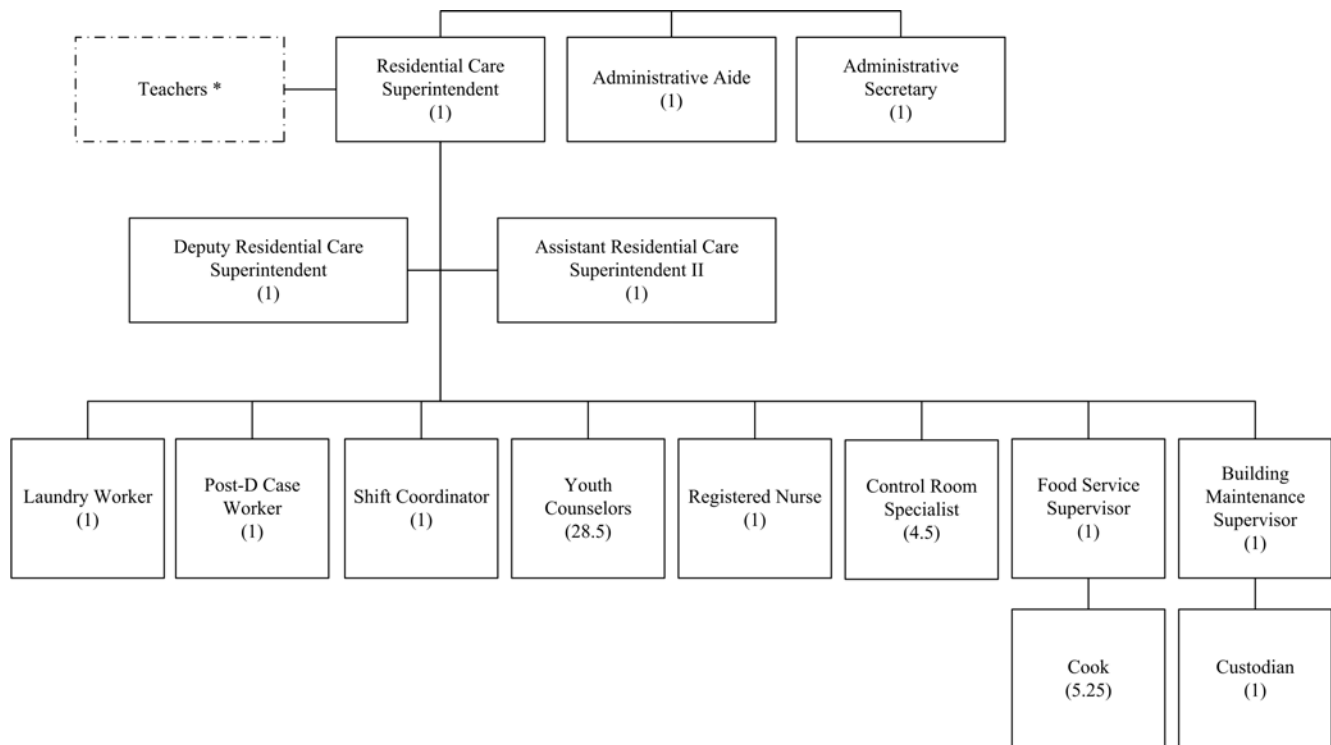 Teachers *
Residential Care
Superintendent
(1)
Administrative Aide
(1)
Administrative
Secretary
(1)
Deputy Residential Care
Superintendent
(1)
Assistant Residential Care
Superintendent II
(1)
Laundry Worker
(1)
Post-D Case
Worker
(1)
Shift Coordinator
(1)
Youth
Counselors
(28.5)
Registered Nurse
(1)
Control Room
Specialist
(4.5)
Food Service
Supervisor
(1)
Building
Maintenance
Supervisor
(1)
Cook
(5.25)
Custodian
(1)